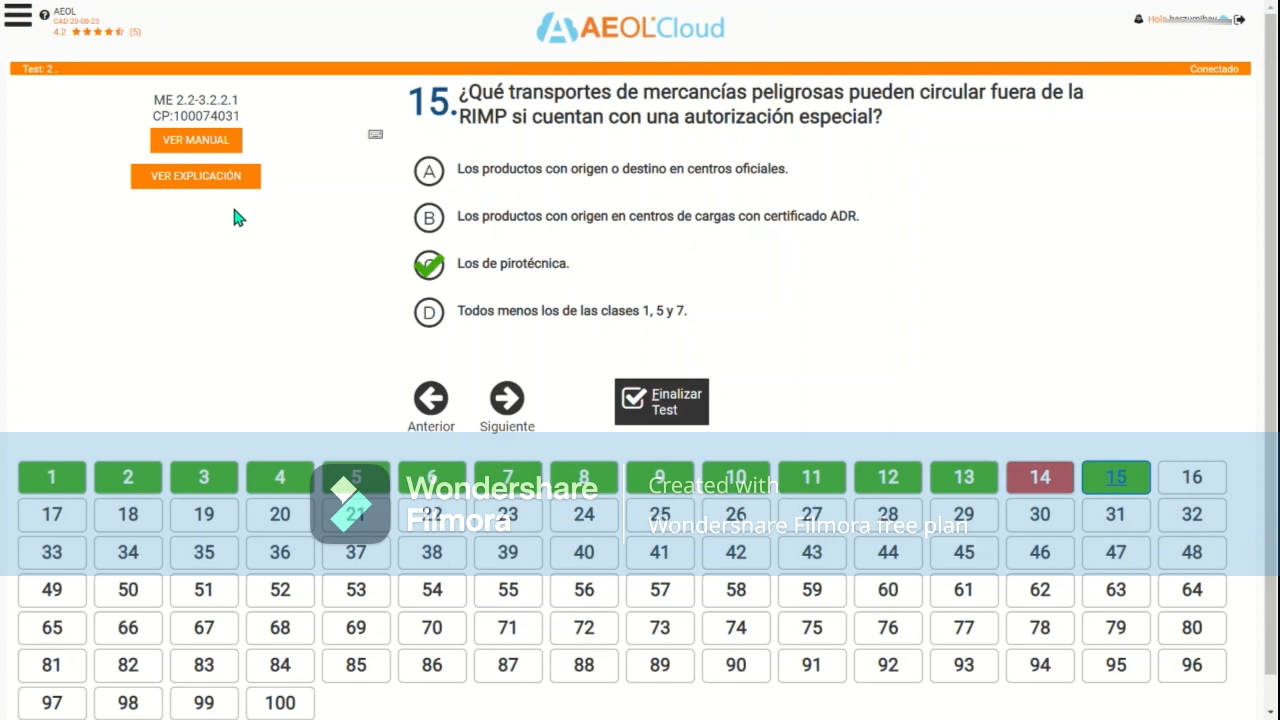 AEOL
CAD:20-08-23
4.2 (5)
AEOL Cloud
Hola
Test: 2 .
Conectado
ME 2.2-3.2.2.1
CP:100074031
VER MANUAL
VER EXPLICACIÓN
15. ¿Qué transportes de mercancías peligrosas pueden circular fuera de la
RIMP si cuentan con una autorización especial?
A Los productos con origen o destino en centros oficiales.
B Los productos con origen en centros de cargas con certificado ADR.
Los de pirotécnica.
D Todos menos los de las clases 1, 5 y 7.
Anterior
Siguiente
Finalizar
Test
1 2 3 4 5 6 7 8 9 10 11 12 13 14 15 16
Wondershare
Filmora
Created with
Wondershare Filmora free plan
17 18 19 20 21 22 23 24 25 26 27 28 29 30 31 32
33 34 35 36 37 38 39 40 41 42 43 44 45 46 47 48
49 50 51 52 53 54 55 56 57 58 59 60 61 62 63 64
65 66 67 68 69 70 71 72 73 74 75 76 77 78 79 80
81 82 83 84 85 86 87 88 89 90 91 92 93 94 95 96
97 98 99 100